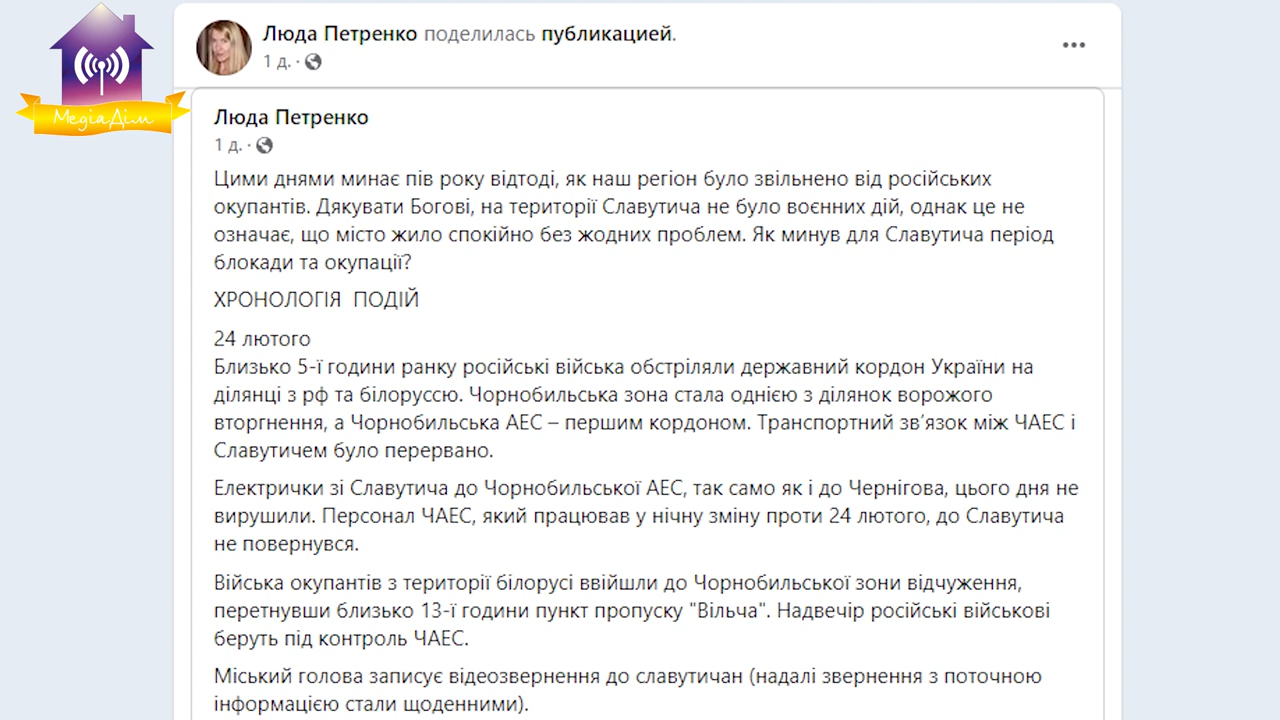 МедіаДім
Люда Петренко поделилась публикацией.
1 д. ·
Люда Петренко
1 д. ·
Цими днями минає пів року відтоді, як наш регіон було звільнено від російських
окупантів. Дякувати Богові, на території Славутича не було воєнних дій, однак це не
означає, що місто жило спокійно без жодних проблем. Як минув для Славутича період
блокади та окупації?
ХРОНОЛОГІЯ  ПОДІЙ
24 лютого
Близько 5-ї години ранку російські війська обстріляли державний кордон України на
ділянці з рф та білоруссю. Чорнобильська зона стала однією з ділянок ворожого
вторгнення, а Чорнобильська АЕС – першим кордоном. Транспортний зв’язок між ЧАЕС і
Славутичем було перервано.
Електрички зі Славутича до Чорнобильської АЕС, так само як і до Чернігова, цього дня не
вирушили. Персонал ЧАЕС, який працював у нічну зміну проти 24 лютого, до Славутича
не повернувся.
Війська окупантів з території білорусі ввійшли до Чорнобильської зони відчуження,
перетнувши близько 13-ї години пункт пропуску "Вільча". Надвечір російські військові
беруть під контроль ЧАЕС.
Міський голова записує відеозвернення до славутичан (надалі звернення з поточною
інформацією стали щоденними).